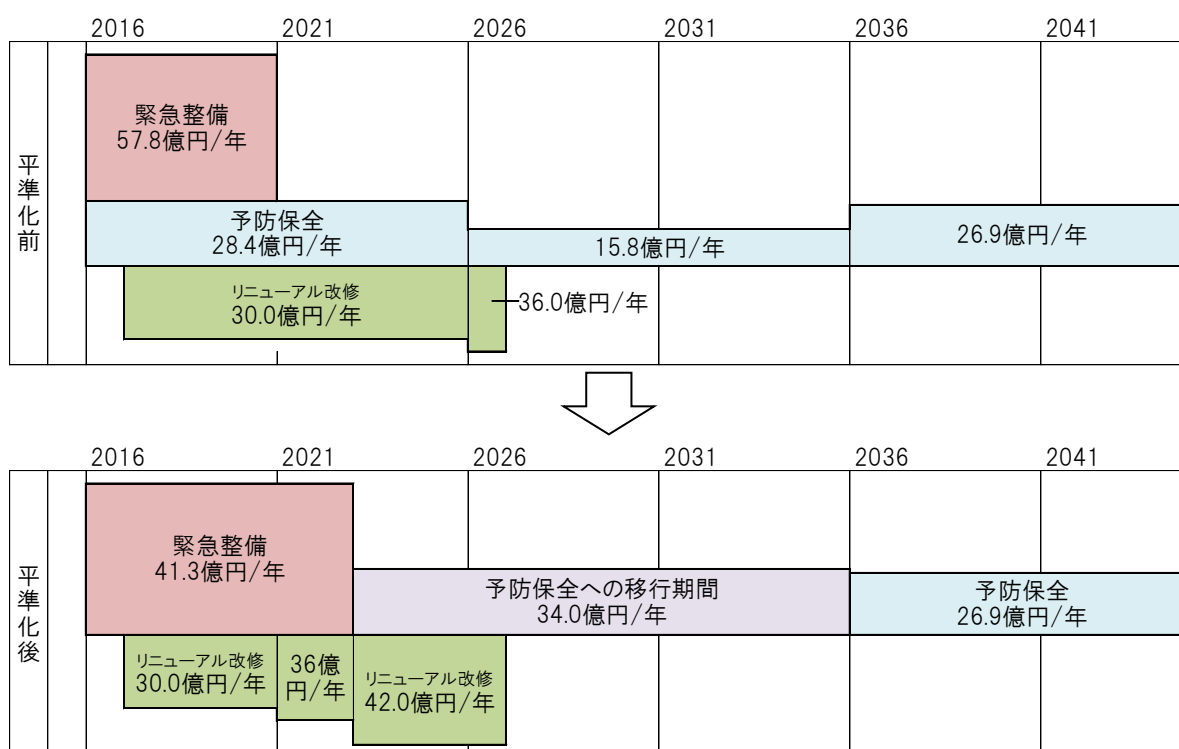 2016 2021 2026 2031 2036 2041
平準化前
緊急整備
57.8億円/年
予防保全
28.4億円/年
15.8億円/年
26.9億円/年
リニューアル改修
30.0億円/年
36.0億円/年
2016 2021 2026 2031 2036 2041
平準化後
緊急整備
41.3億円/年
予防保全への移行期間
34.0億円/年
予防保全
26.9億円/年
リニューアル改修
30.0億円/年
36億
円/年
リニューアル改修
42.0億円/年